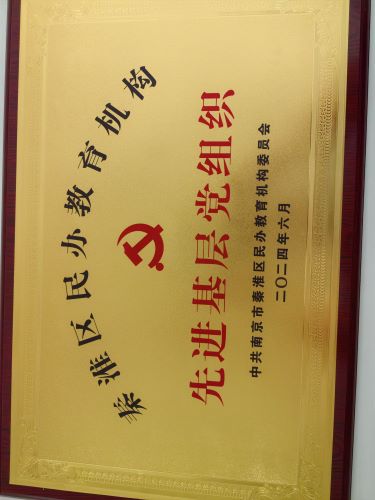 秦淮区民办教育机构
先进基层党组织
中共南京市秦淮区民办教育机构委员会
二〇二四年六月